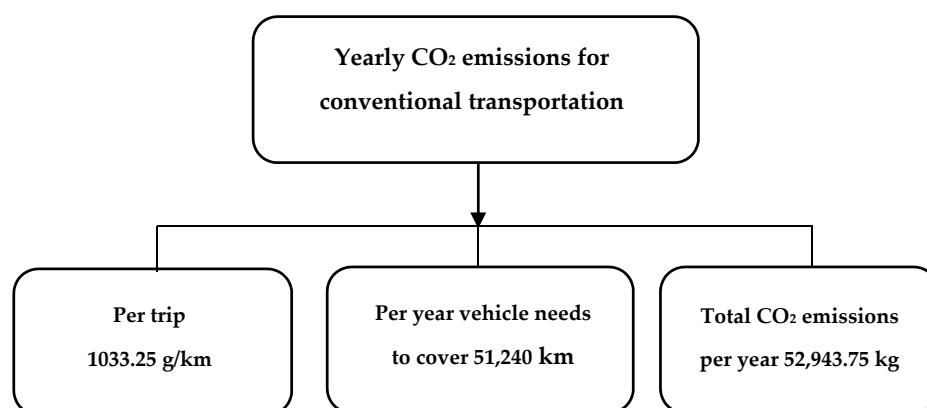 Yearly CO₂ emissions for
conventional transportation
Per trip
1033.25 g/km
Per year vehicle needs
to cover 51,240 km
Total CO₂ emissions
per year 52,943.75 kg